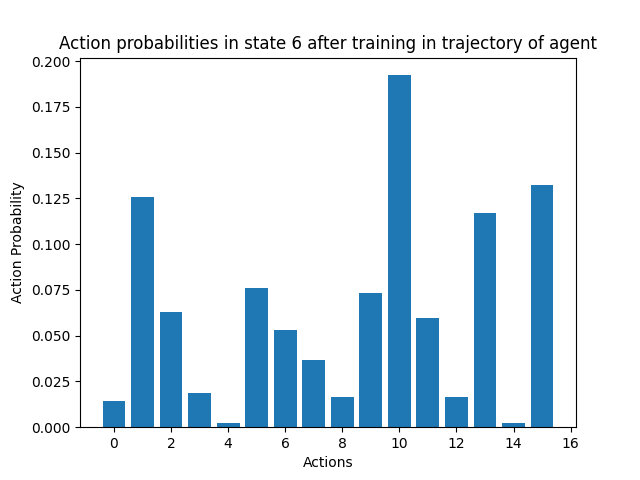 Action probabilities in state 6 after training in trajectory of agent
0.200
0.175
0.150
0.125
0.100
0.075
0.050
0.025
0.000
Action Probability
0 2 4 6 8 10 12 14 16
Actions